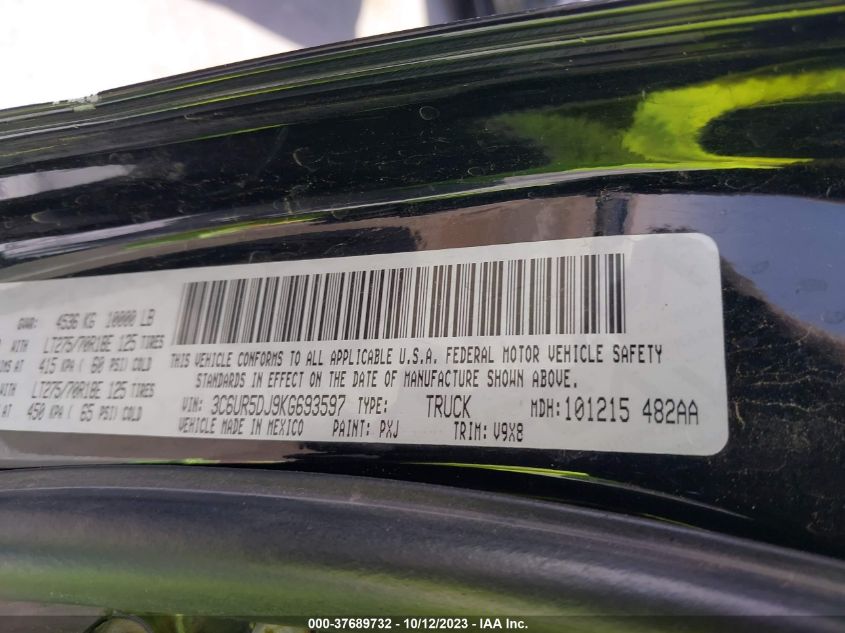 GVWR: 4536 KG 10000 LB
WITH LT275/70R18E 125 TIRES
AT 415 KPA ( 60 PSI) COLD
WITH LT275/70R18E 125 TIRES
AT 450 KPA ( 65 PSI) COLD
THIS VEHICLE CONFORMS TO ALL APPLICABLE U.S.A. FEDERAL MOTOR VEHICLE SAFETY
STANDARDS IN EFFECT ON THE DATE OF MANUFACTURE SHOWN ABOVE.
VIN: 3C6UR5DJ9KG693597 TYPE: TRUCK MDH: 101215 482AA
VEHICLE MADE IN MEXICO PAINT: PXJ TRIM: V9X8
000-37689732 - 10/12/2023 - IAA Inc.